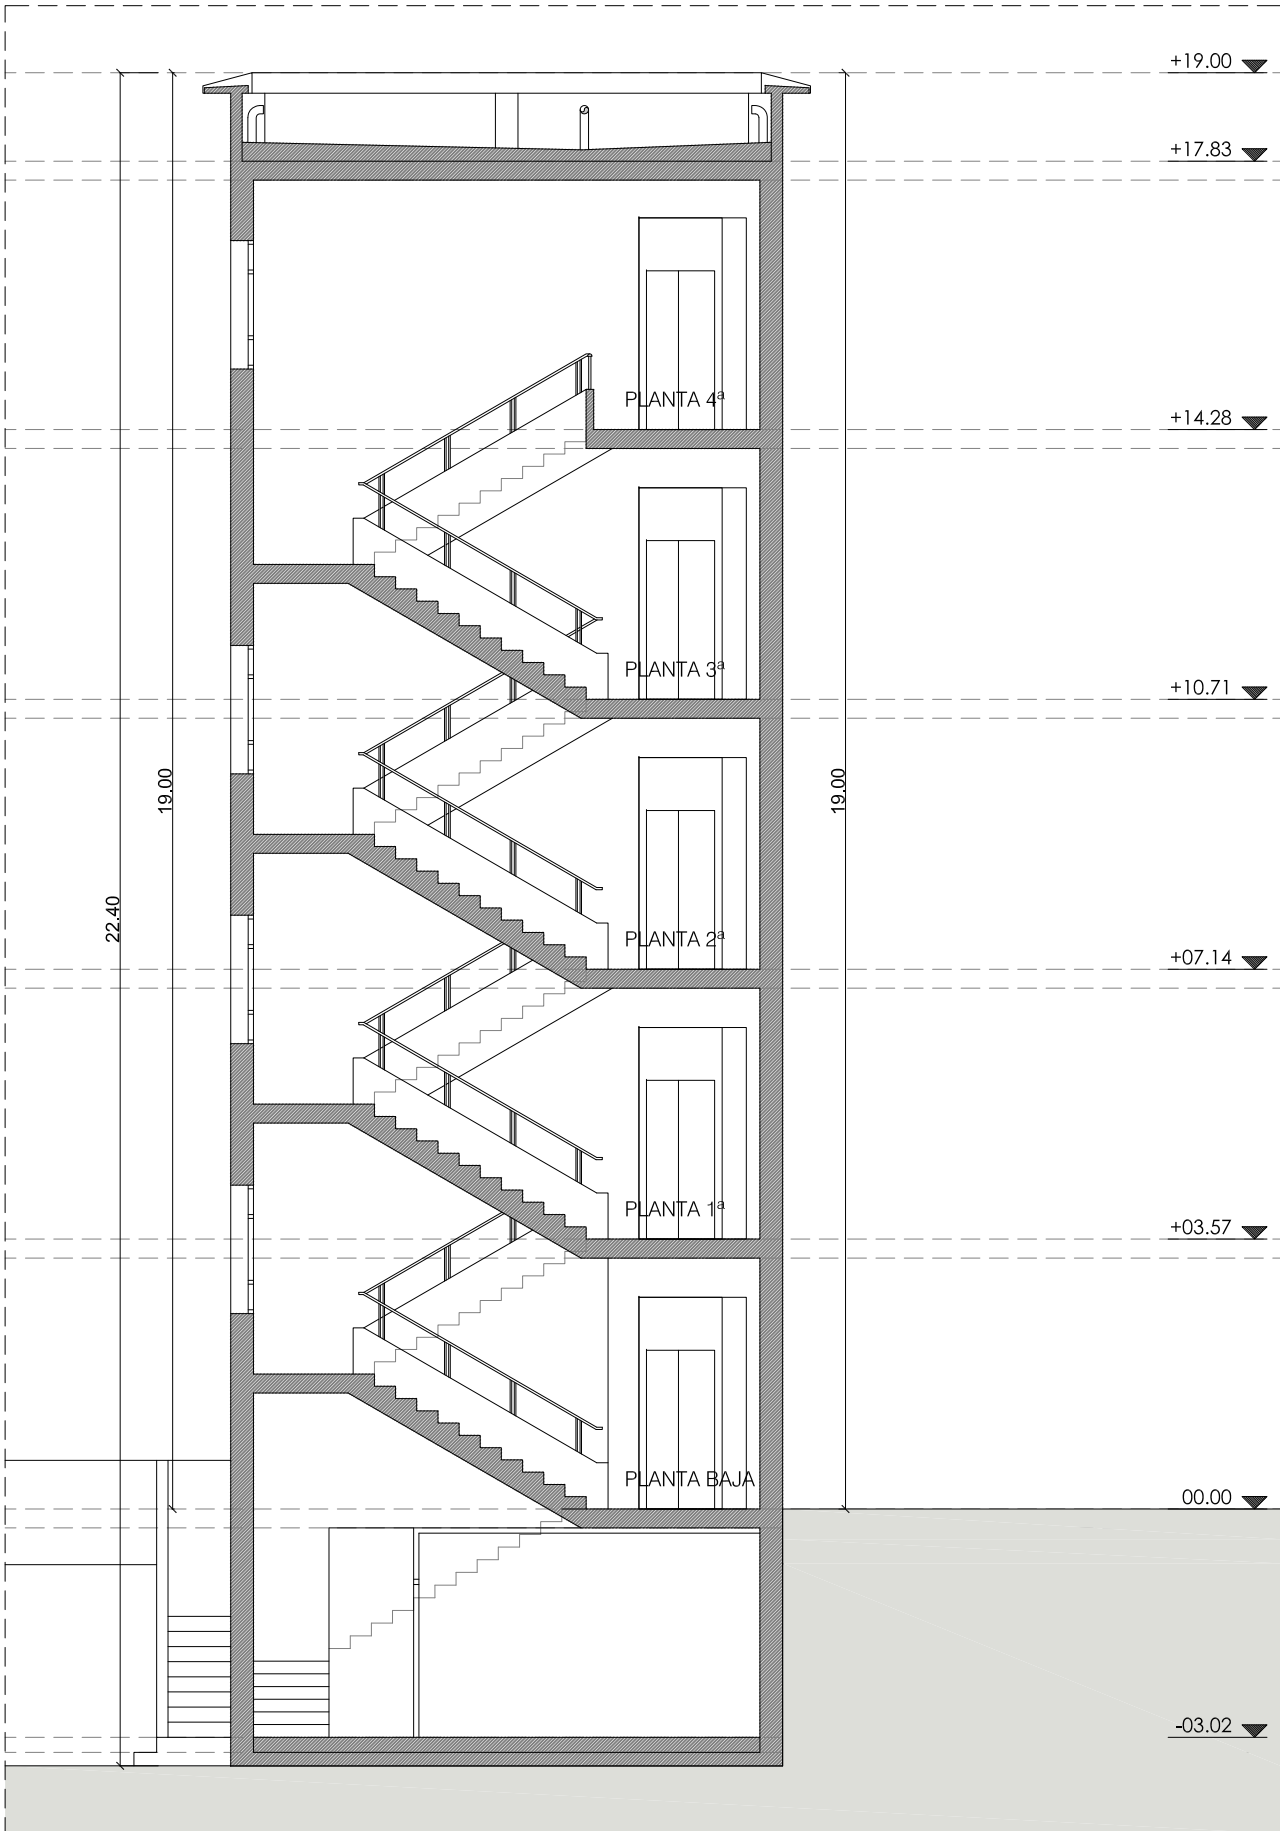 +19.00
+17.83
PLANTA 4ª
+14.28
PLANTA 3ª
+10.71
19.00
19.00
22.40
PLANTA 2ª
+07.14
PLANTA 1ª
+03.57
PLANTA BAJA
00.00
-03.02